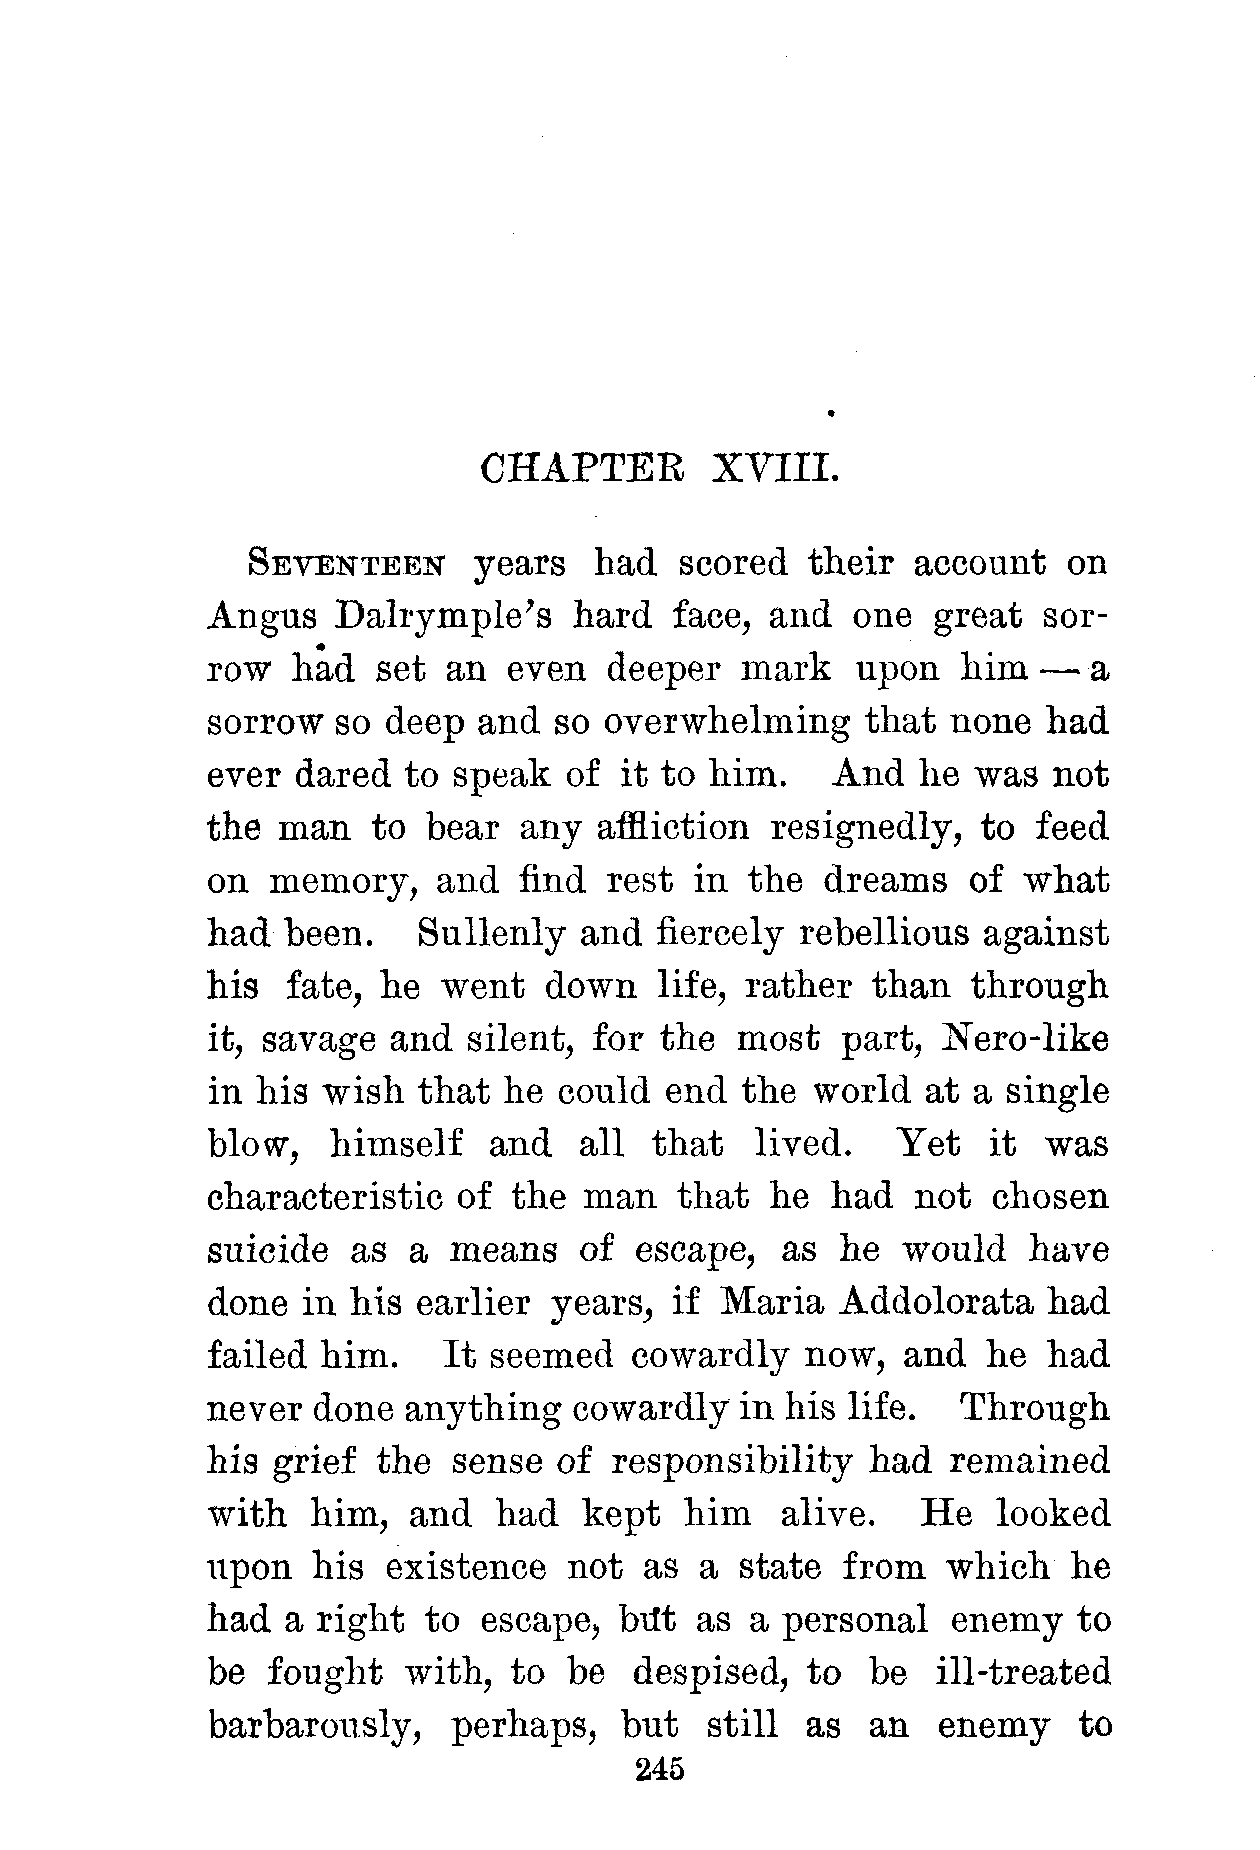 CHAPTER XVIII.
SEVENTEEN years had scored their account on
Angus Dalrymple's hard face, and one great sor-
row had set an even deeper mark upon him — a
sorrow so deep and so overwhelming that none had
ever dared to speak of it to him. And he was not
the man to bear any affliction resignedly, to feed
on memory, and find rest in the dreams of what
had been. Sullenly and fiercely rebellious against
his fate, he went down life, rather than through
it, savage and silent, for the most part, Nero-like
in his wish that he could end the world at a single
blow, himself and all that lived. Yet it was
characteristic of the man that he had not chosen
suicide as a means of escape, as he would have
done in his earlier years, if Maria Addolorata had
failed him. It seemed cowardly now, and he had
never done anything cowardly in his life. Through
his grief the sense of responsibility had remained
with him, and had kept him alive. He looked
upon his existence not as a state from which he
had a right to escape, but as a personal enemy to
be fought with, to be despised, to be ill-treated
barbarously, perhaps, but still as an enemy to
245